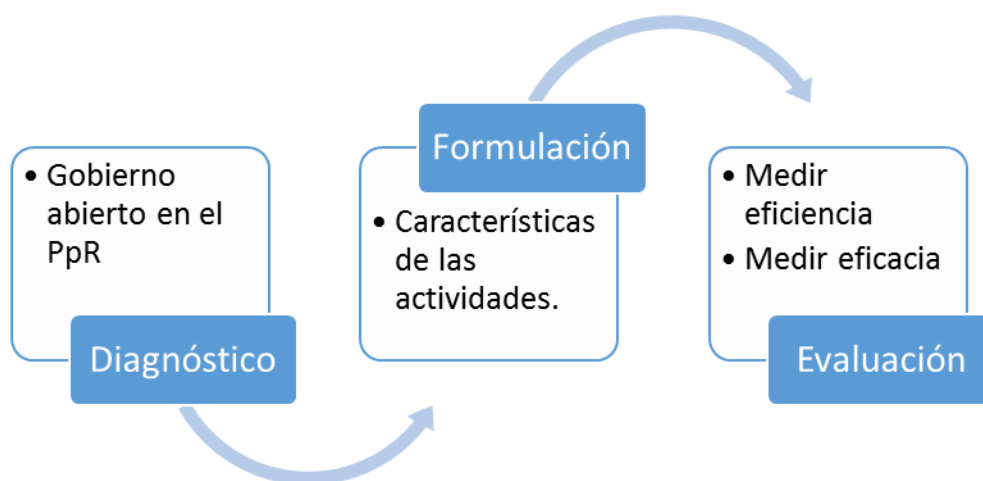 • Gobierno
abierto en el
PpR
Diagnóstico
Formulación
• Características
de las
actividades.
• Medir
eficiencia
• Medir eficacia
Evaluación